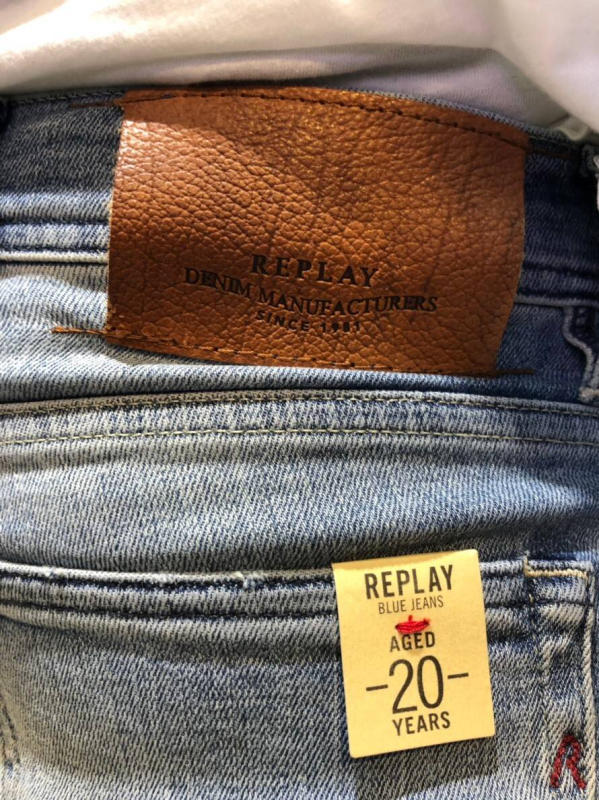 REPLAY
DENIM MANUFACTURERS
SINCE 1981
REPLAY
BLUE JEANS
AGED
-20-
YEARS
R